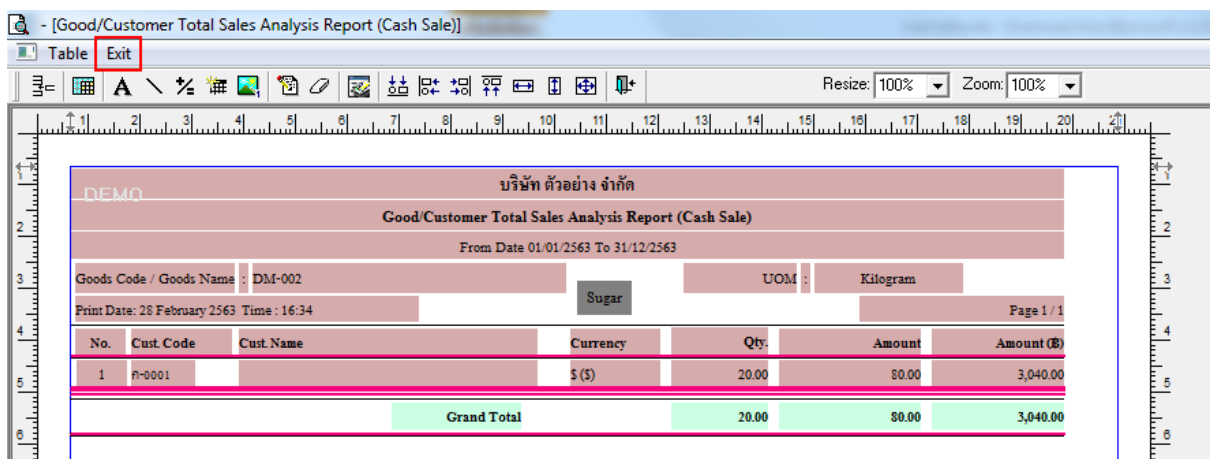 - [Good/Customer Total Sales Analysis Report (Cash Sale)]
Table Exit
Resize: 100% Zoom: 100%
1 2 3 4 5 6 7 8 9 10 11 12 13 14 15 16 17 18 19 20 21
DEMO
บริษัท ตัวอย่าง จำกัด
Good/Customer Total Sales Analysis Report (Cash Sale)
From Date 01/01/2563 To 31/12/2563
Goods Code / Goods Name : DM-002 UOM : Kilogram
Sugar
Print Date: 28 February 2563 Time : 16:34 Page 1 / 1
No. Cust. Code Cust. Name Currency Qty. Amount Amount (฿)
1 ก-0001 $ ($) 20.00 80.00 3,040.00
Grand Total 20.00 80.00 3,040.00